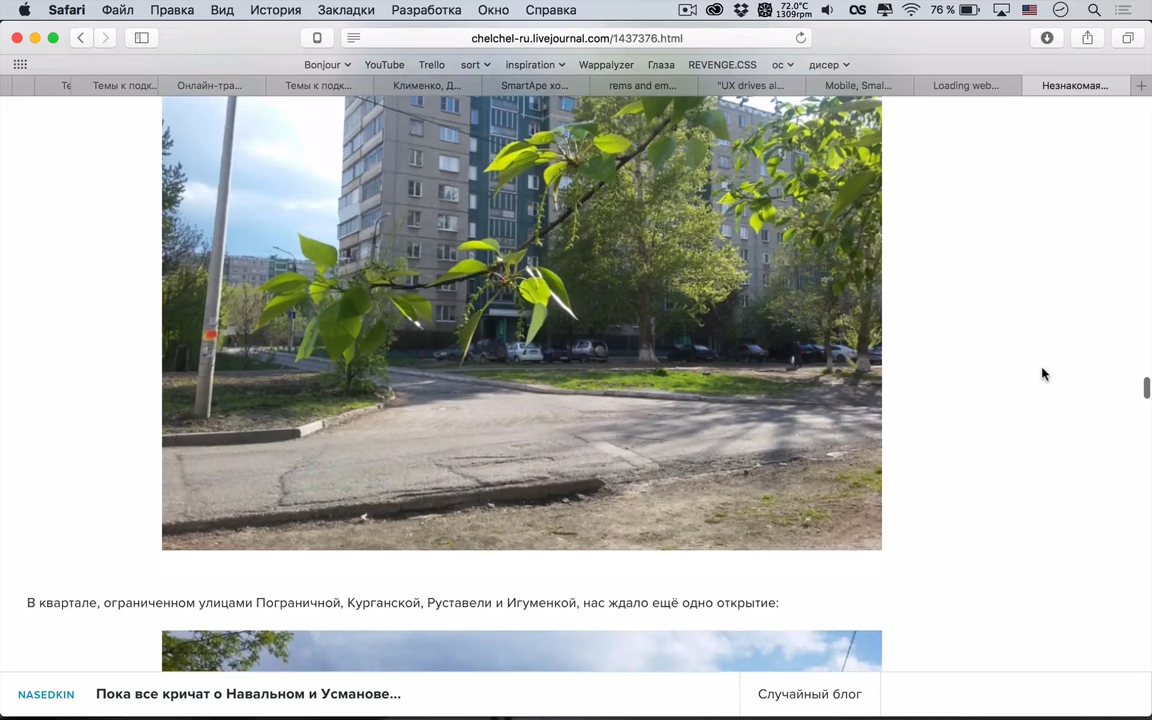 Safari Файл Правка Вид История Закладки Разработка Окно Справка 72.0°C 1309rpm 76 %
chelchel-ru.livejournal.com/1437376.html
Bonjour YouTube Trello sort inspiration Wappalyzer Глаза REVENGE.CSS ос дисер
Те Темы к подк... Онлайн-тра... Темы к подк... Клименко, Д... SmartApe хо... rems and em... "UX drives al... Mobile, Smal... Loading web... Незнакомая...
В квартале, ограниченном улицами Пограничной, Курганской, Руставели и Игуменкой, нас ждало ещё одно открытие:
NASEDKIN Пока все кричат о Навальном и Усманове... Случайный блог